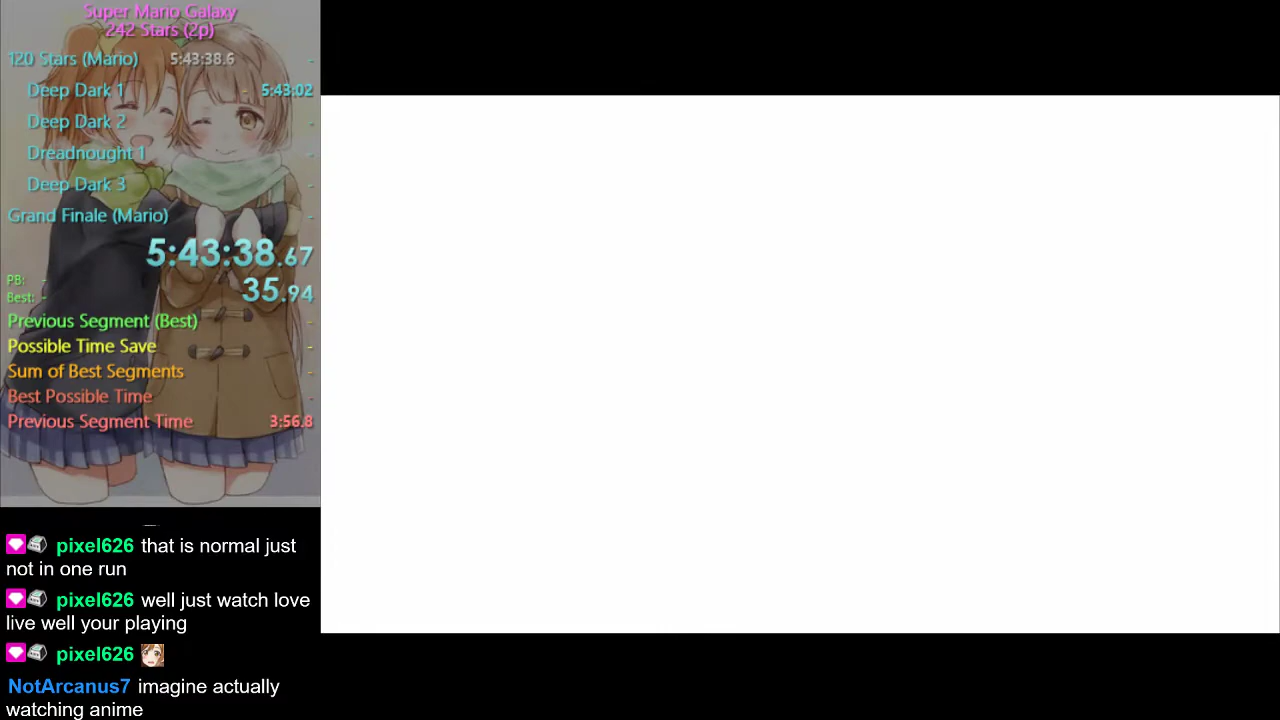 Super Mario Galaxy
242 Stars (2p)
120 Stars (Mario) 5:43:38.6 -
Deep Dark 1 - 5:43:02
Deep Dark 2 -
Dreadnought 1 -
Deep Dark 3 -
Grand Finale (Mario) -
5:43:38.67
PB: -
Best: - 35.94
Previous Segment (Best) -
Possible Time Save -
Sum of Best Segments -
Best Possible Time -
Previous Segment Time 3:56.8
pixel626 that is normal just
not in one run
pixel626 well just watch love
live well your playing
pixel626
NotArcanus7 imagine actually
watching anime